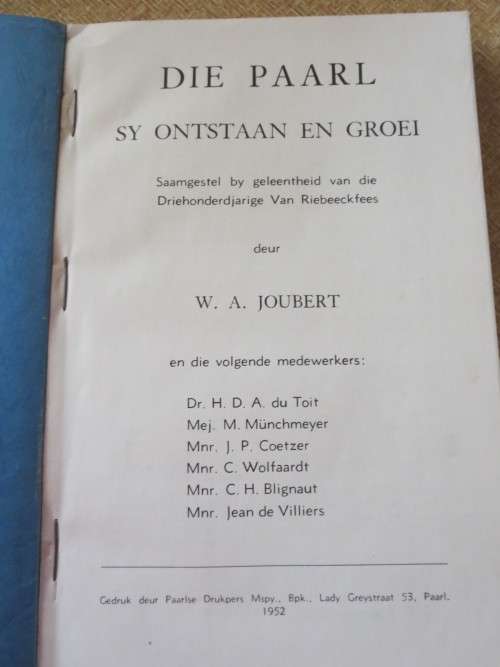 DIE PAARL
SY ONTSTAAN EN GROEI
Saamgestel by geleentheid van die
Driehonderdjarige Van Riebeeckfees
deur
W. A. JOUBERT
en die volgende medewerkers:
Dr. H. D. A. du Toit
Mej. M. Münchmeyer
Mnr. J. P. Coetzer
Mnr. C. Wolfaardt
Mnr. C. H. Blignaut
Mnr. Jean de Villiers
Gedruk deur Paarlse Drukpers Mspy., Bpk., Lady Greystraat 53, Paarl.
1952